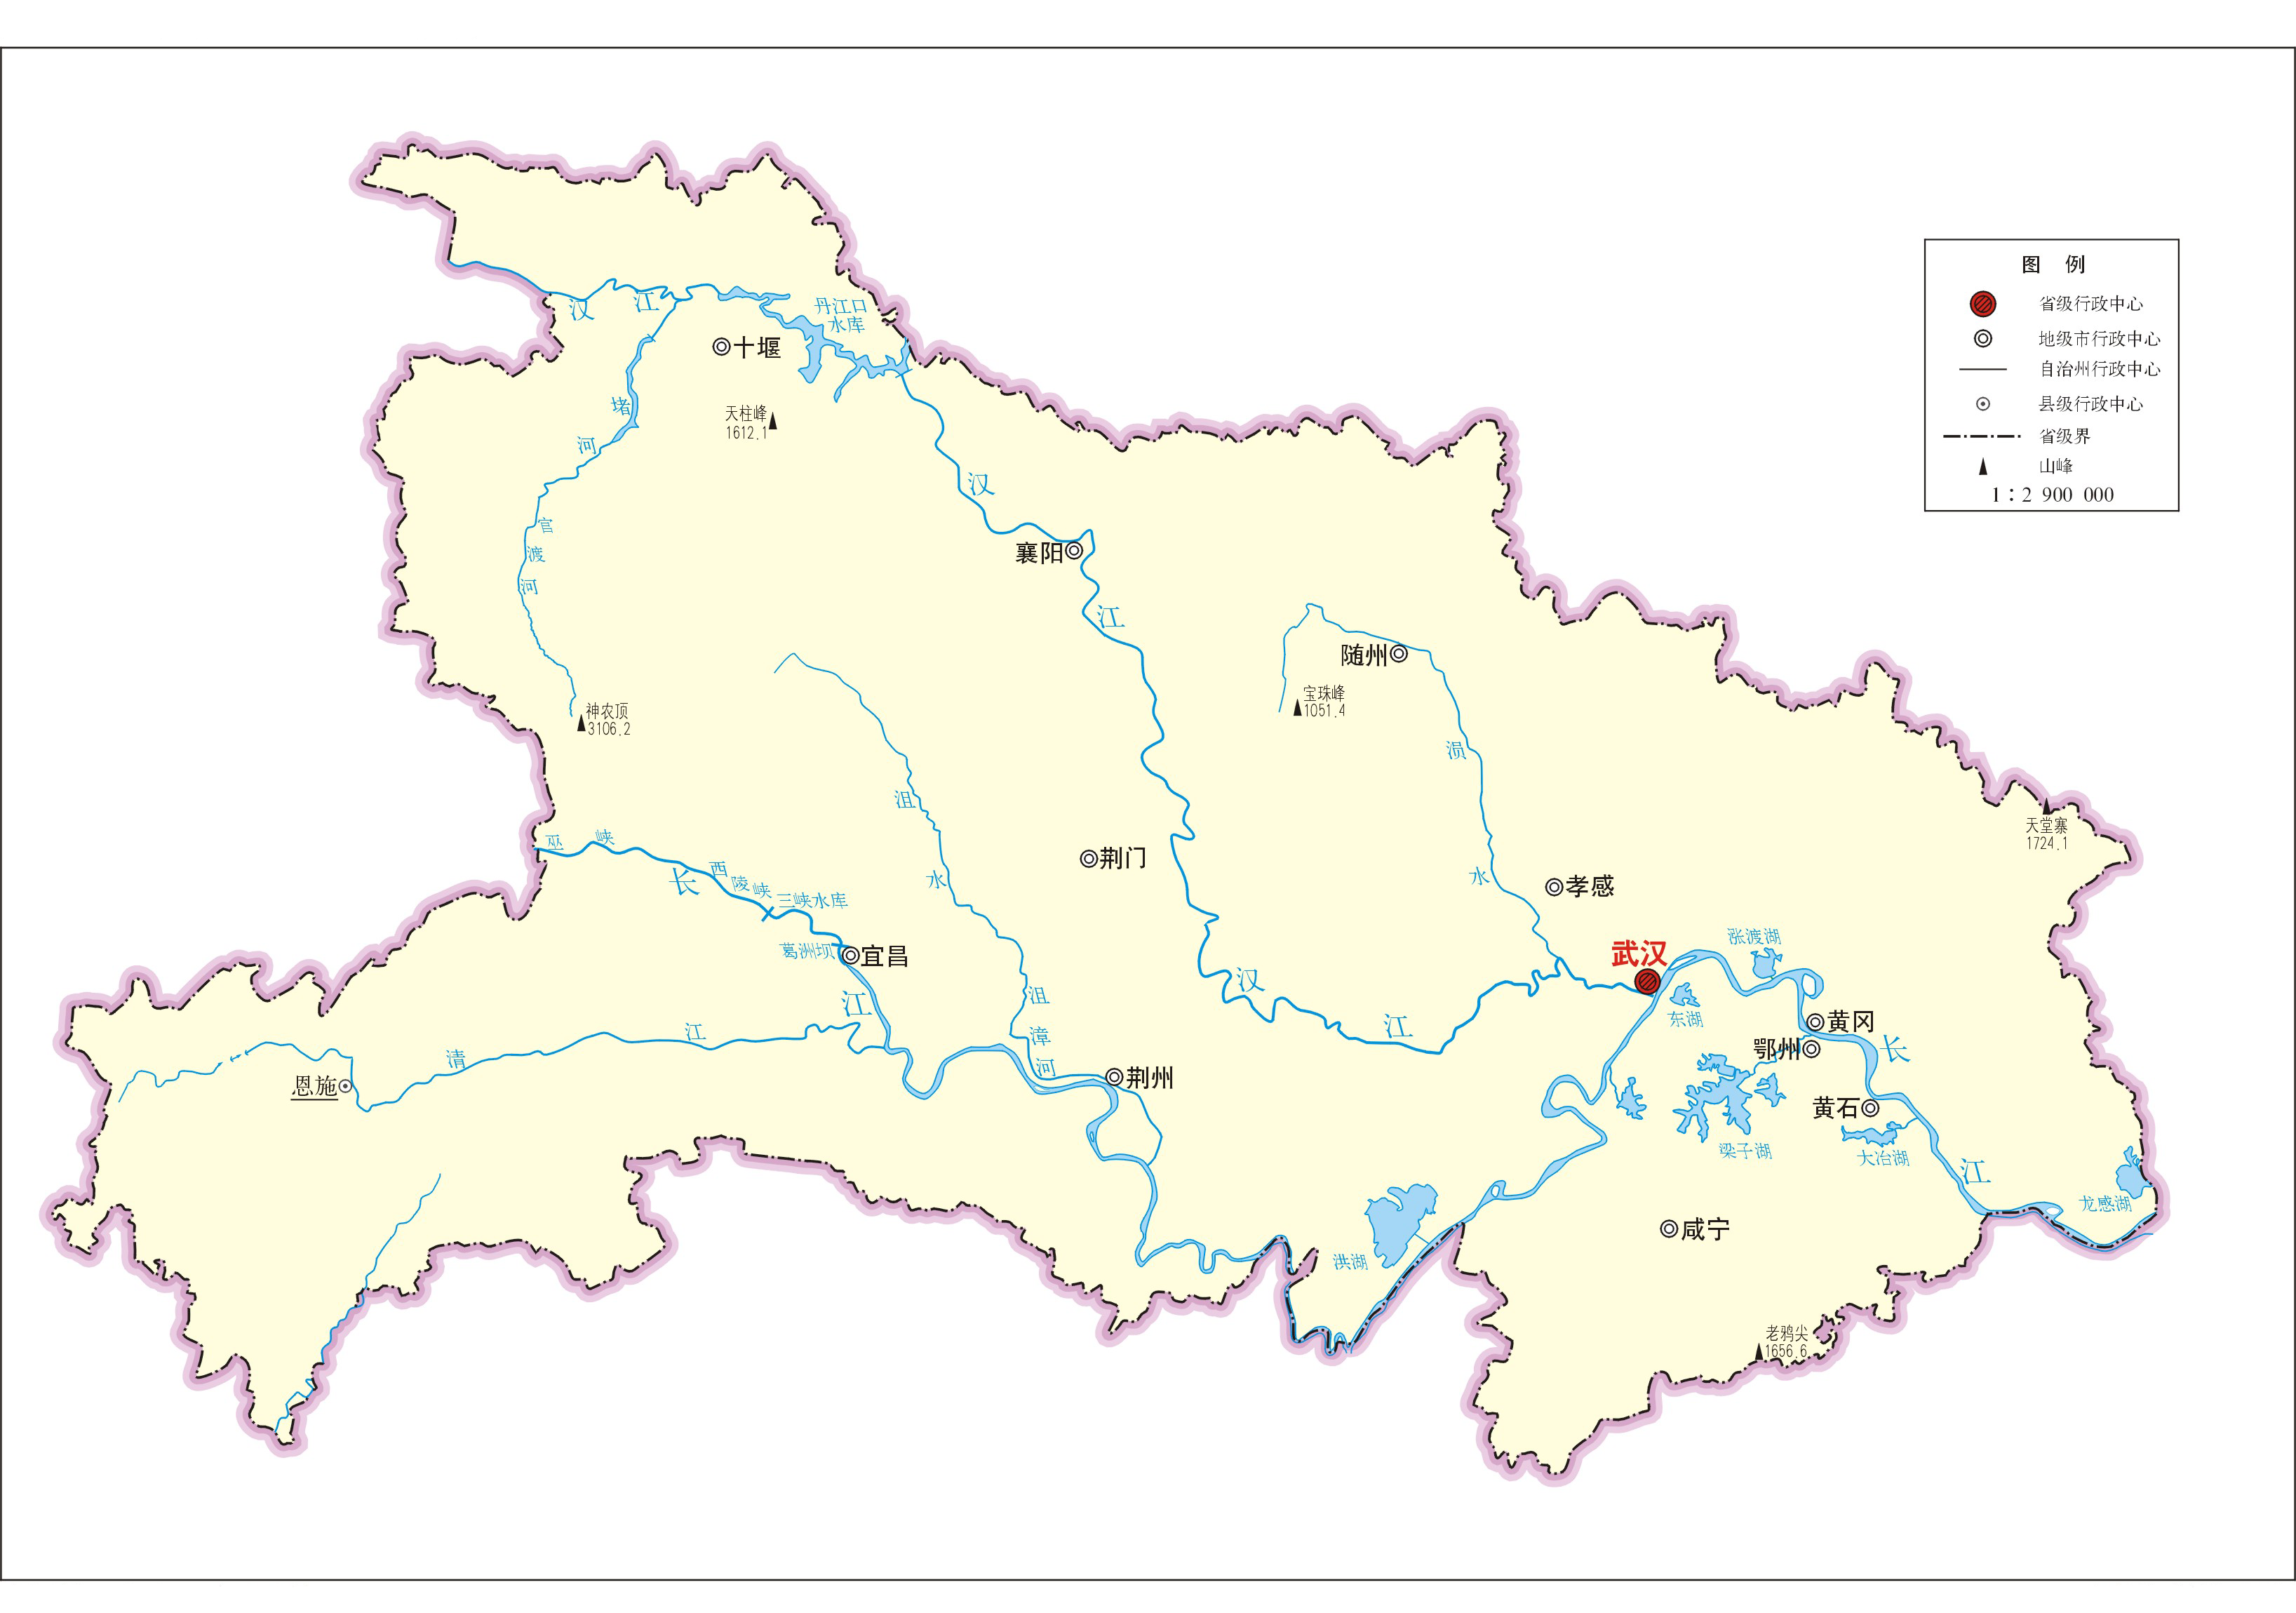 图 例
省级行政中心
地级市行政中心
自治州行政中心
县级行政中心
省级界
山峰
1：2 900 000
汉 江
丹江口
水库
十堰
堵
河
天柱峰
1612.1
汉
官
渡
河
襄阳
江
随州
神农顶
3106.2
宝珠峰
1051.4
涢
沮
水
天堂寨
1724.1
巫 峡
长
西
陵
峡
三峡水库
荆门
水
孝感
葛洲坝
宜昌
江
武汉
涨渡湖
汉
江
沮
漳
河
东湖
黄冈
鄂州
长
清
江
恩施
荆州
黄石
梁子湖
大冶湖
江
龙感湖
洪湖
咸宁
老鸦尖
1656.6